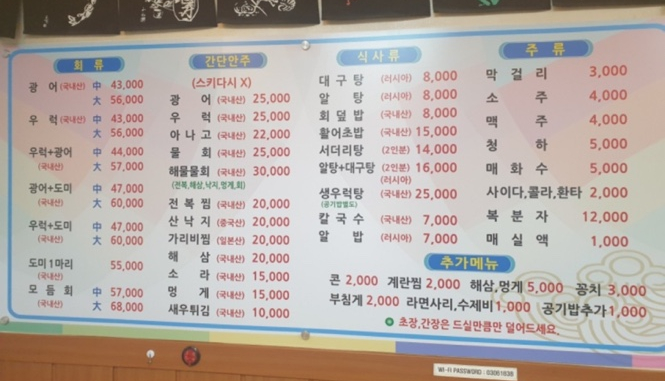 회 류
광 어 (국내산) 中 43,000
大 56,000
우 럭 (국내산) 中 43,000
大 56,000
우럭+광어 中 44,000
(국내산) 大 57,000
광어+도미 中 47,000
(국내산) 大 60,000
우럭+도미 中 47,000
(국내산) 大 60,000
도미1마리 55,000
(국내산)
모 듬 회 中 57,000
(국내산) 大 68,000
간단안주
(스키다시 X)
광 어 (국내산) 25,000
우 럭 (국내산) 25,000
아 나 고 (국내산) 22,000
물 회 (국내산) 25,000
해물물회 (국내산) 30,000
(전복,해삼,낙지,멍게,회)
전 복 찜 (국내산) 20,000
산 낙 지 (중국산) 20,000
가리비찜 (일본산) 20,000
해 삼 (국내산) 20,000
소 라 (국내산) 15,000
멍 게 (국내산) 15,000
새우튀김 (국내산) 10,000
식 사 류
대 구 탕 (러시아) 8,000
알 탕 (러시아) 8,000
회 덮 밥 (국내산) 8,000
활어초밥 (국내산) 15,000
서더리탕 (2인분) 14,000
알탕+대구탕 (2인분) 16,000
(러시아)
생우럭탕 (국내산) 25,000
(공기밥별도)
칼 국 수 (국내산) 7,000
알 밥 (러시아) 7,000
주 류
막 걸 리 3,000
소 주 4,000
맥 주 4,000
청 하 5,000
매 화 수 5,000
사이다,콜라,환타 2,000
복 분 자 12,000
매 실 액 1,000
추가메뉴
콘 2,000 계란찜 2,000 해삼,멍게 5,000 꽁치 3,000
부침게 2,000 라면사리,수제비 1,000 공기밥추가 1,000
초장,간장은 드실만큼만 덜어드세요.
WI-FI PASSWORD : 03061838